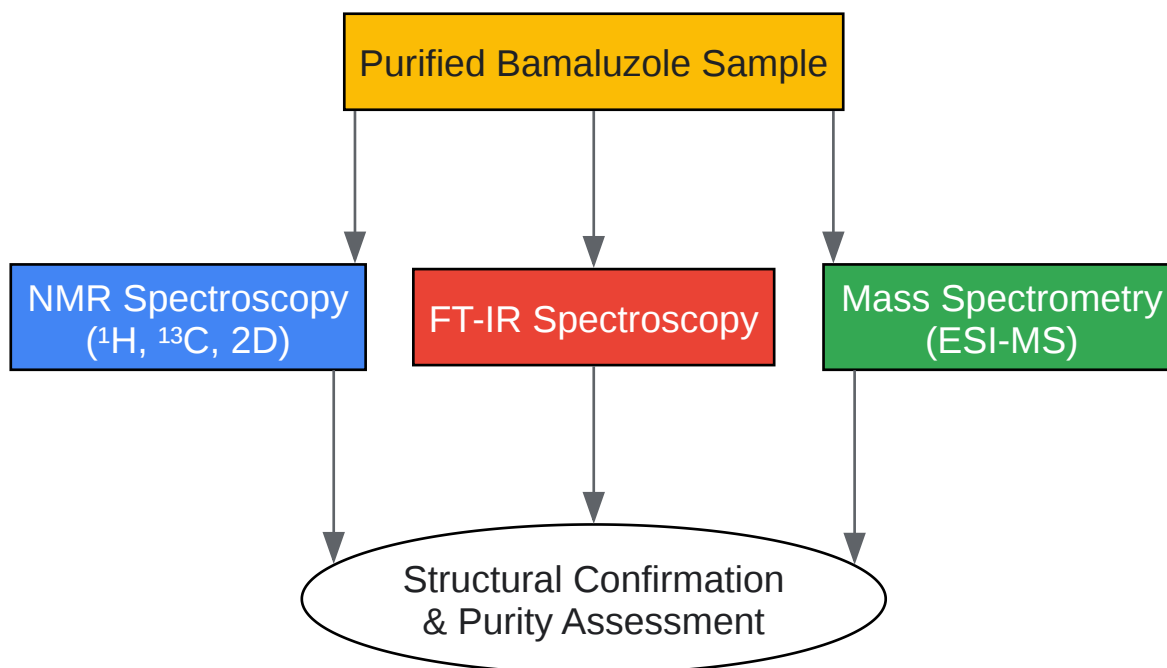 Purified Bamaluzole Sample
NMR Spectroscopy
(¹H, ¹³C, 2D)
FT-IR Spectroscopy
Mass Spectrometry
(ESI-MS)
Structural Confirmation
& Purity Assessment